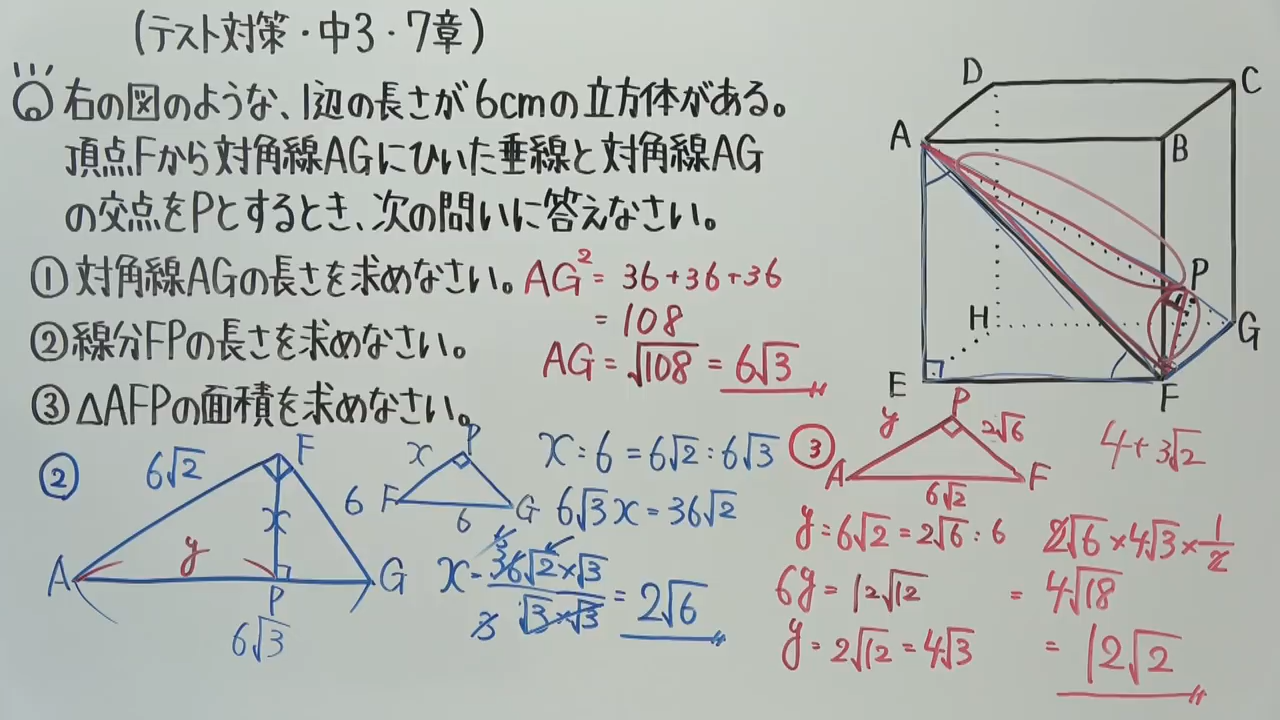 (テスト対策・中3・7章)
右の図のような、1辺の長さが6cmの立方体がある。
頂点Fから対角線AGにひいた垂線と対角線AG
の交点をPとするとき、次の問いに答えなさい。
①対角線AGの長さを求めなさい。
AG²= 36+36+36
= 108
AG = √108 = 6√3
②線分FPの長さを求めなさい。
③△AFPの面積を求めなさい。
D
C
A
B
P
H
G
E
F
②
6√2
F
6
x
y
A
P
G
6√3
x
P
F
G
6
x:6 = 6√2:6√3
6√3x = 36√2
x = 36√2×√3 / 3 √3×√3 = 2√6
③
y
P
2√6
A
F
6√2
4+3√2
y=6√2=2√6:6
6y = 12√12
y= 2√12 = 4√3
2√6×4√3×1/2
= 4√18
= 12√2